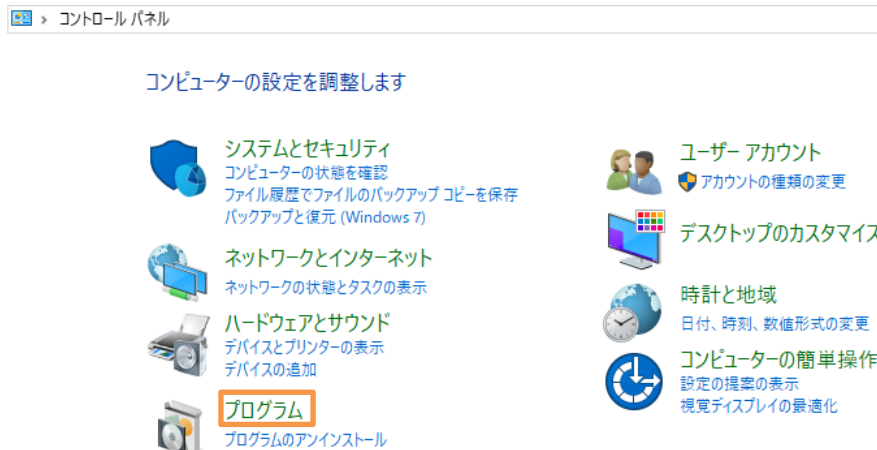 コントロール パネル
コンピューターの設定を調整します
システムとセキュリティ
コンピューターの状態を確認
ファイル履歴でファイルのバックアップ コピーを保存
バックアップと復元 (Windows 7)
ネットワークとインターネット
ネットワークの状態とタスクの表示
ハードウェアとサウンド
デバイスとプリンターの表示
デバイスの追加
プログラム
プログラムのアンインストール
ユーザー アカウント
アカウントの種類の変更
デスクトップのカスタマイズ
時計と地域
日付、時刻、数値形式の変更
コンピューターの簡単操作
設定の提案の表示
視覚ディスプレイの最適化